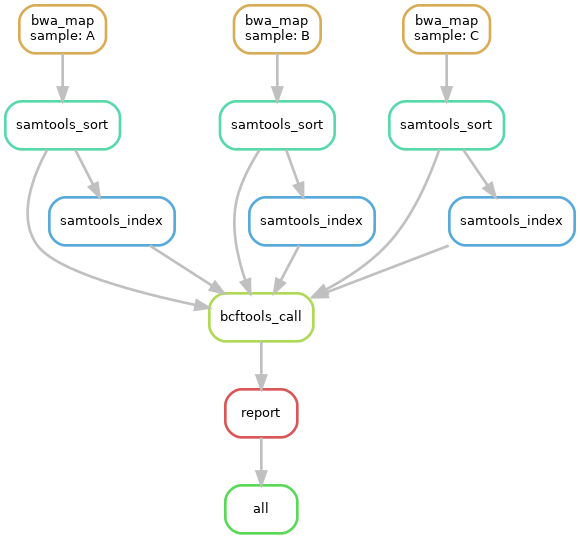 bwa_map
sample: A
bwa_map
sample: B
bwa_map
sample: C
samtools_sort
samtools_sort
samtools_sort
samtools_index
samtools_index
samtools_index
bcftools_call
report
all